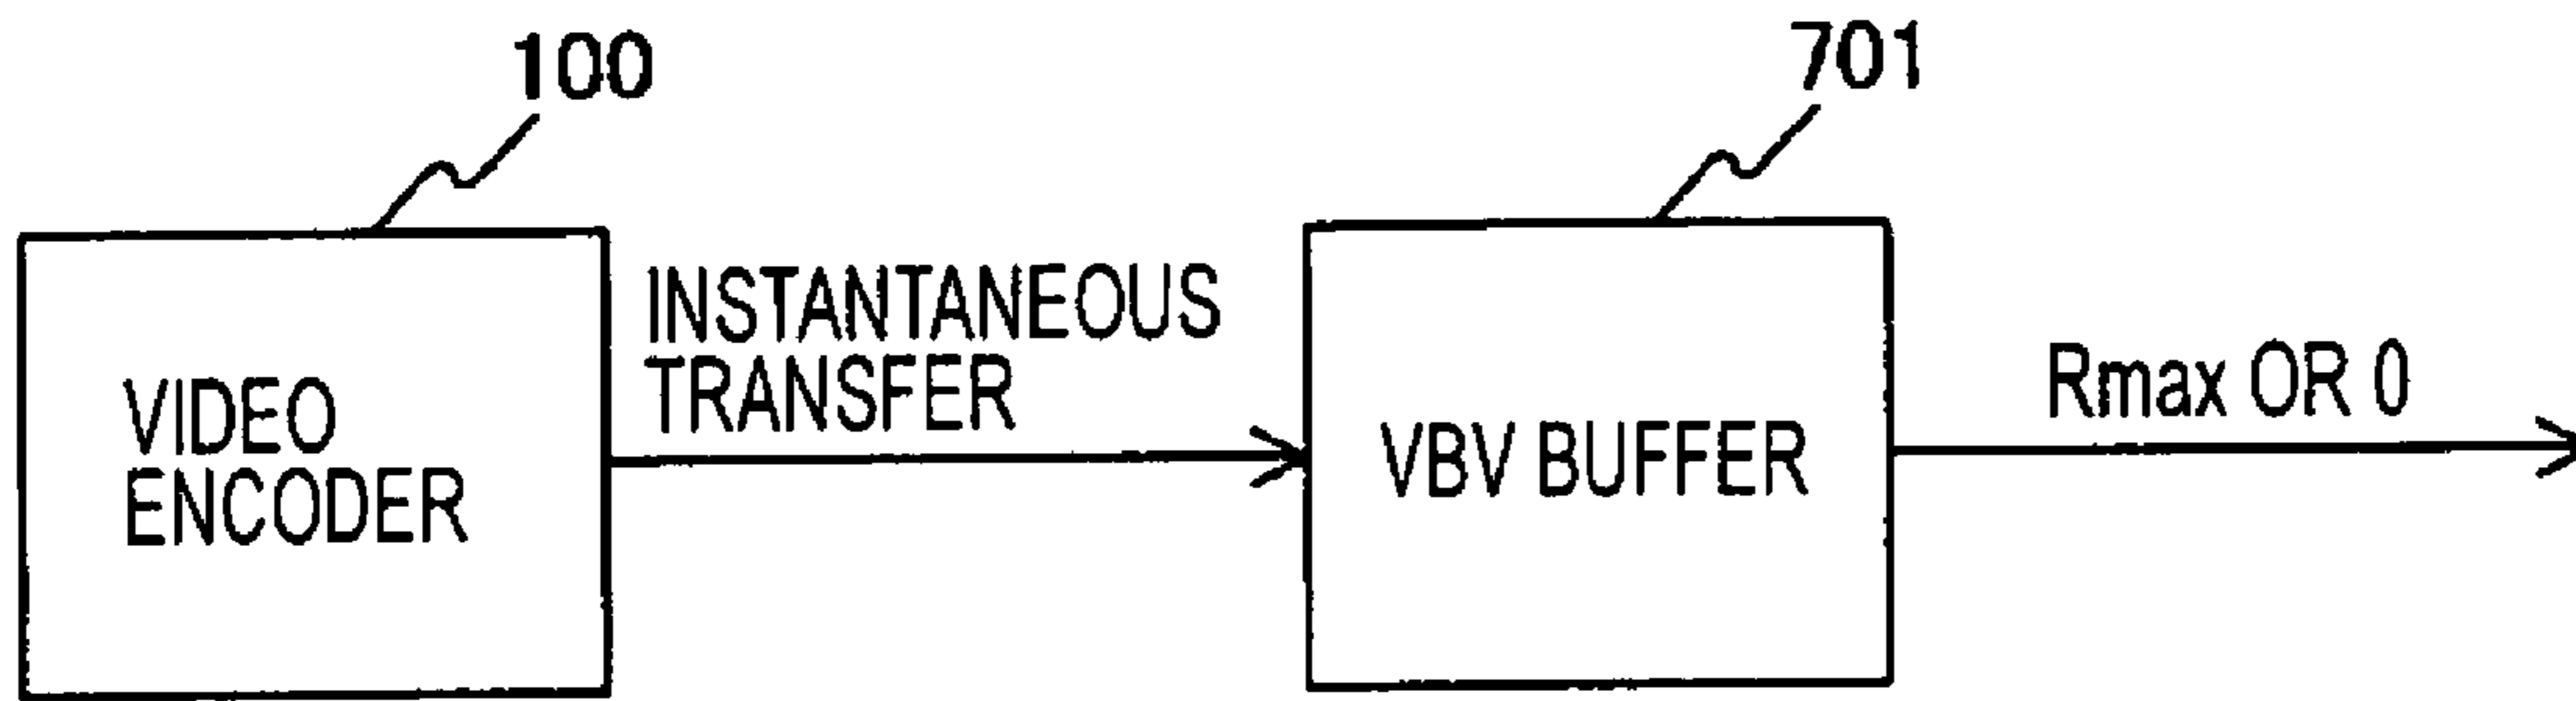 100
701
VIDEO
ENCODER
INSTANTANEOUS
TRANSFER
VBV BUFFER
Rmax OR 0